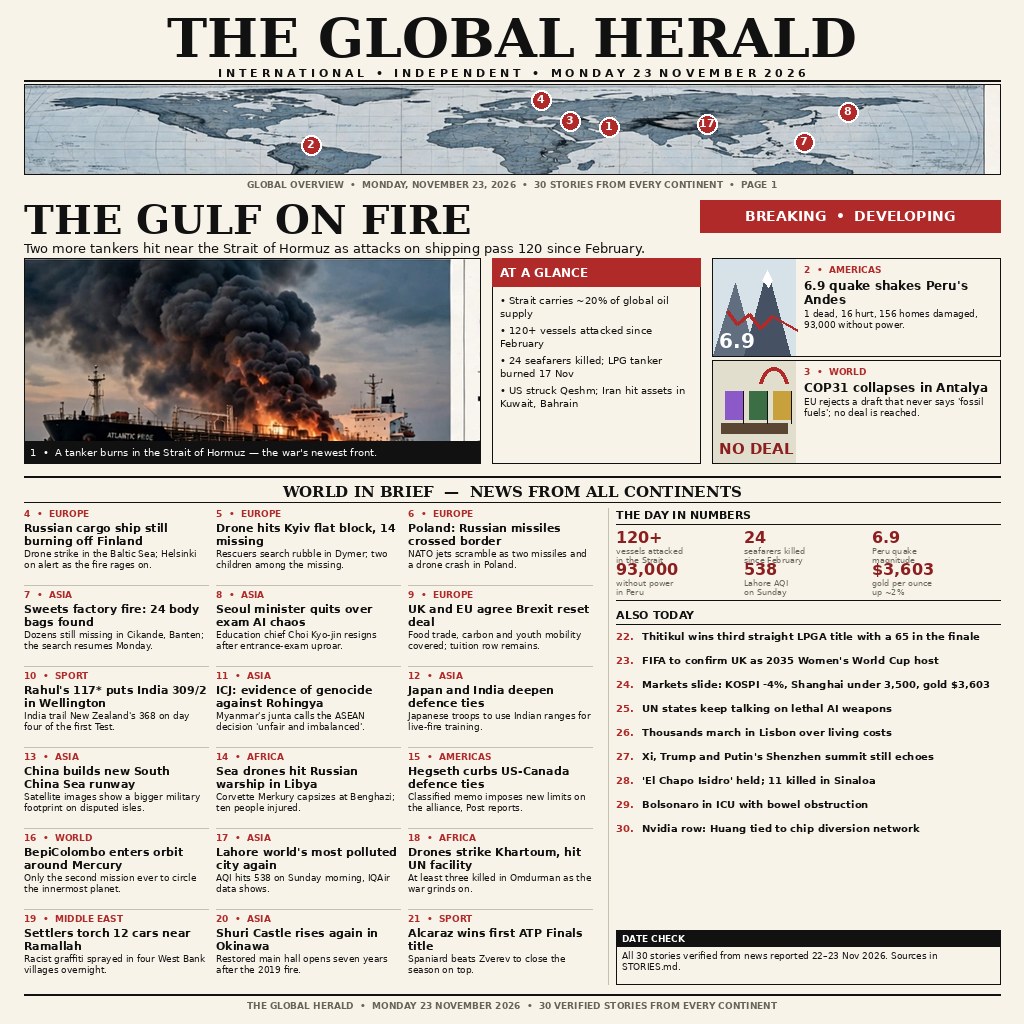 THE GLOBAL HERALD
INTERNATIONAL • INDEPENDENT • MONDAY 23 NOVEMBER 2026
4
8
3
1
17
2
7
GLOBAL OVERVIEW • MONDAY, NOVEMBER 23, 2026 • 30 STORIES FROM EVERY CONTINENT • PAGE 1
THE GULF ON FIRE
BREAKING • DEVELOPING
Two more tankers hit near the Strait of Hormuz as attacks on shipping pass 120 since February.
ATLANTIC PRIDE
1 • A tanker burns in the Strait of Hormuz — the war's newest front.
AT A GLANCE
• Strait carries ~20% of global oil
supply
• 120+ vessels attacked since
February
• 24 seafarers killed; LPG tanker
burned 17 Nov
• US struck Qeshm; Iran hit assets in
Kuwait, Bahrain
6.9
2 • AMERICAS
6.9 quake shakes Peru's
Andes
1 dead, 16 hurt, 156 homes damaged,
93,000 without power.
NO DEAL
3 • WORLD
COP31 collapses in Antalya
EU rejects a draft that never says 'fossil
fuels'; no deal is reached.
WORLD IN BRIEF — NEWS FROM ALL CONTINENTS
4 • EUROPE
Russian cargo ship still
burning off Finland
Drone strike in the Baltic Sea; Helsinki
on alert as the fire rages on.
5 • EUROPE
Drone hits Kyiv flat block, 14
missing
Rescuers search rubble in Dymer; two
children among the missing.
6 • EUROPE
Poland: Russian missiles
crossed border
NATO jets scramble as two missiles and
a drone crash in Poland.
7 • ASIA
Sweets factory fire: 24 body
bags found
Dozens still missing in Cikande, Banten;
the search resumes Monday.
8 • ASIA
Seoul minister quits over
exam AI chaos
Education chief Choi Kyo-jin resigns
after entrance-exam uproar.
9 • EUROPE
UK and EU agree Brexit reset
deal
Food trade, carbon and youth mobility
covered; tuition row remains.
10 • SPORT
Rahul's 117* puts India 309/2
in Wellington
India trail New Zealand's 368 on day
four of the first Test.
11 • ASIA
ICJ: evidence of genocide
against Rohingya
Myanmar's junta calls the ASEAN
decision 'unfair and imbalanced'.
12 • ASIA
Japan and India deepen
defence ties
Japanese troops to use Indian ranges for
live-fire training.
13 • ASIA
China builds new South
China Sea runway
Satellite images show a bigger military
footprint on disputed isles.
14 • AFRICA
Sea drones hit Russian
warship in Libya
Corvette Merkury capsizes at Benghazi;
ten people injured.
15 • AMERICAS
Hegseth curbs US-Canada
defence ties
Classified memo imposes new limits on
the alliance, Post reports.
16 • WORLD
BepiColombo enters orbit
around Mercury
Only the second mission ever to circle
the innermost planet.
17 • ASIA
Lahore world's most polluted
city again
AQI hits 538 on Sunday morning, IQAir
data shows.
18 • AFRICA
Drones strike Khartoum, hit
UN facility
At least three killed in Omdurman as the
war grinds on.
19 • MIDDLE EAST
Settlers torch 12 cars near
Ramallah
Racist graffiti sprayed in four West Bank
villages overnight.
20 • ASIA
Shuri Castle rises again in
Okinawa
Restored main hall opens seven years
after the 2019 fire.
21 • SPORT
Alcaraz wins first ATP Finals
title
Spaniard beats Zverev to close the
season on top.
THE DAY IN NUMBERS
120+
vessels attacked
in the Strait
24
seafarers killed
since February
6.9
Peru quake
magnitude
93,000
without power
in Peru
538
Lahore AQI
on Sunday
$3,603
gold per ounce
up ~2%
ALSO TODAY
22. Thitikul wins third straight LPGA title with a 65 in the finale
23. FIFA to confirm UK as 2035 Women's World Cup host
24. Markets slide: KOSPI -4%, Shanghai under 3,500, gold $3,603
25. UN states keep talking on lethal AI weapons
26. Thousands march in Lisbon over living costs
27. Xi, Trump and Putin's Shenzhen summit still echoes
28. 'El Chapo Isidro' held; 11 killed in Sinaloa
29. Bolsonaro in ICU with bowel obstruction
30. Nvidia row: Huang tied to chip diversion network
DATE CHECK
All 30 stories verified from news reported 22–23 Nov 2026. Sources in
STORIES.md.
THE GLOBAL HERALD • MONDAY 23 NOVEMBER 2026 • 30 VERIFIED STORIES FROM EVERY CONTINENT